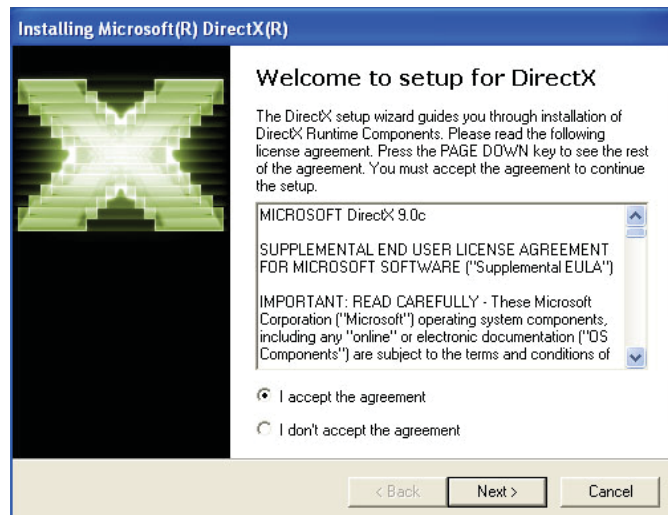 Installing Microsoft(R) DirectX(R)
Welcome to setup for DirectX
The DirectX setup wizard guides you through installation of
DirectX Runtime Components. Please read the following
license agreement. Press the PAGE DOWN key to see the rest
of the agreement. You must accept the agreement to continue
the setup.
MICROSOFT DirectX 9.0c
SUPPLEMENTAL END USER LICENSE AGREEMENT
FOR MICROSOFT SOFTWARE ("Supplemental EULA")
IMPORTANT: READ CAREFULLY - These Microsoft
Corporation ("Microsoft") operating system components,
including any "online" or electronic documentation ("OS
Components") are subject to the terms and conditions of
I accept the agreement
I don't accept the agreement
< Back
Next >
Cancel